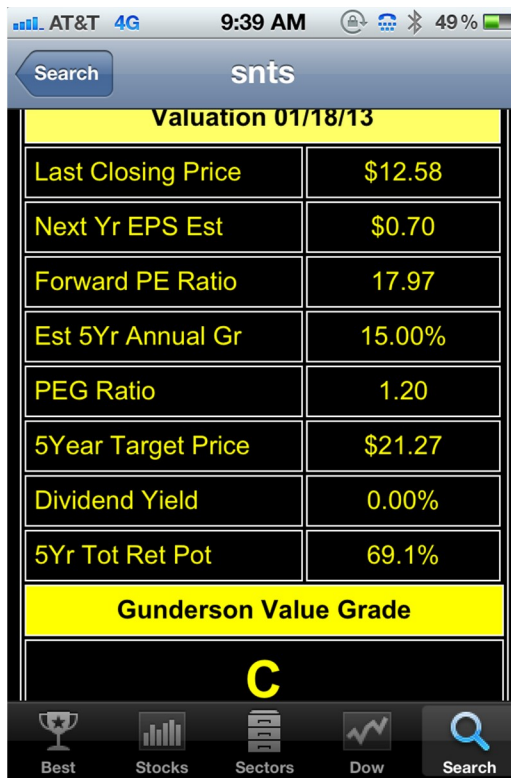 AT&T 4G 9:39 AM 49%
Search snts
Valuation 01/18/13
Last Closing Price $12.58
Next Yr EPS Est $0.70
Forward PE Ratio 17.97
Est 5Yr Annual Gr 15.00%
PEG Ratio 1.20
5Year Target Price $21.27
Dividend Yield 0.00%
5Yr Tot Ret Pot 69.1%
Gunderson Value Grade
C
Best Stocks Sectors Dow Search